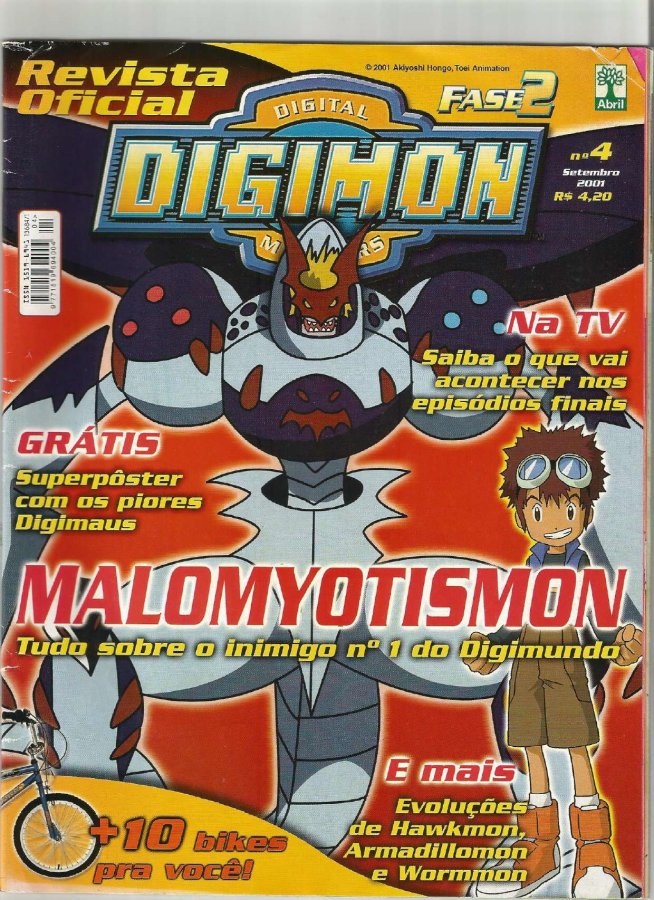 Revista
Oficial
© 2001 Akiyoshi Hongo, Toei Animation
FASE 2
Abril
DIGITAL
DIGIMON
nº 4
Setembro
2001
R$ 4,20
Na TV
Saiba o que vai
acontecer nos
episódios finais
GRÁTIS
Superpôster
com os piores
Digimaus
MALOMYOTISMON
Tudo sobre o inimigo nº 1 do Digimundo
E mais
Evoluções
de Hawkmon,
Armadillomon
e Wormmon
+10 bikes
pra você!